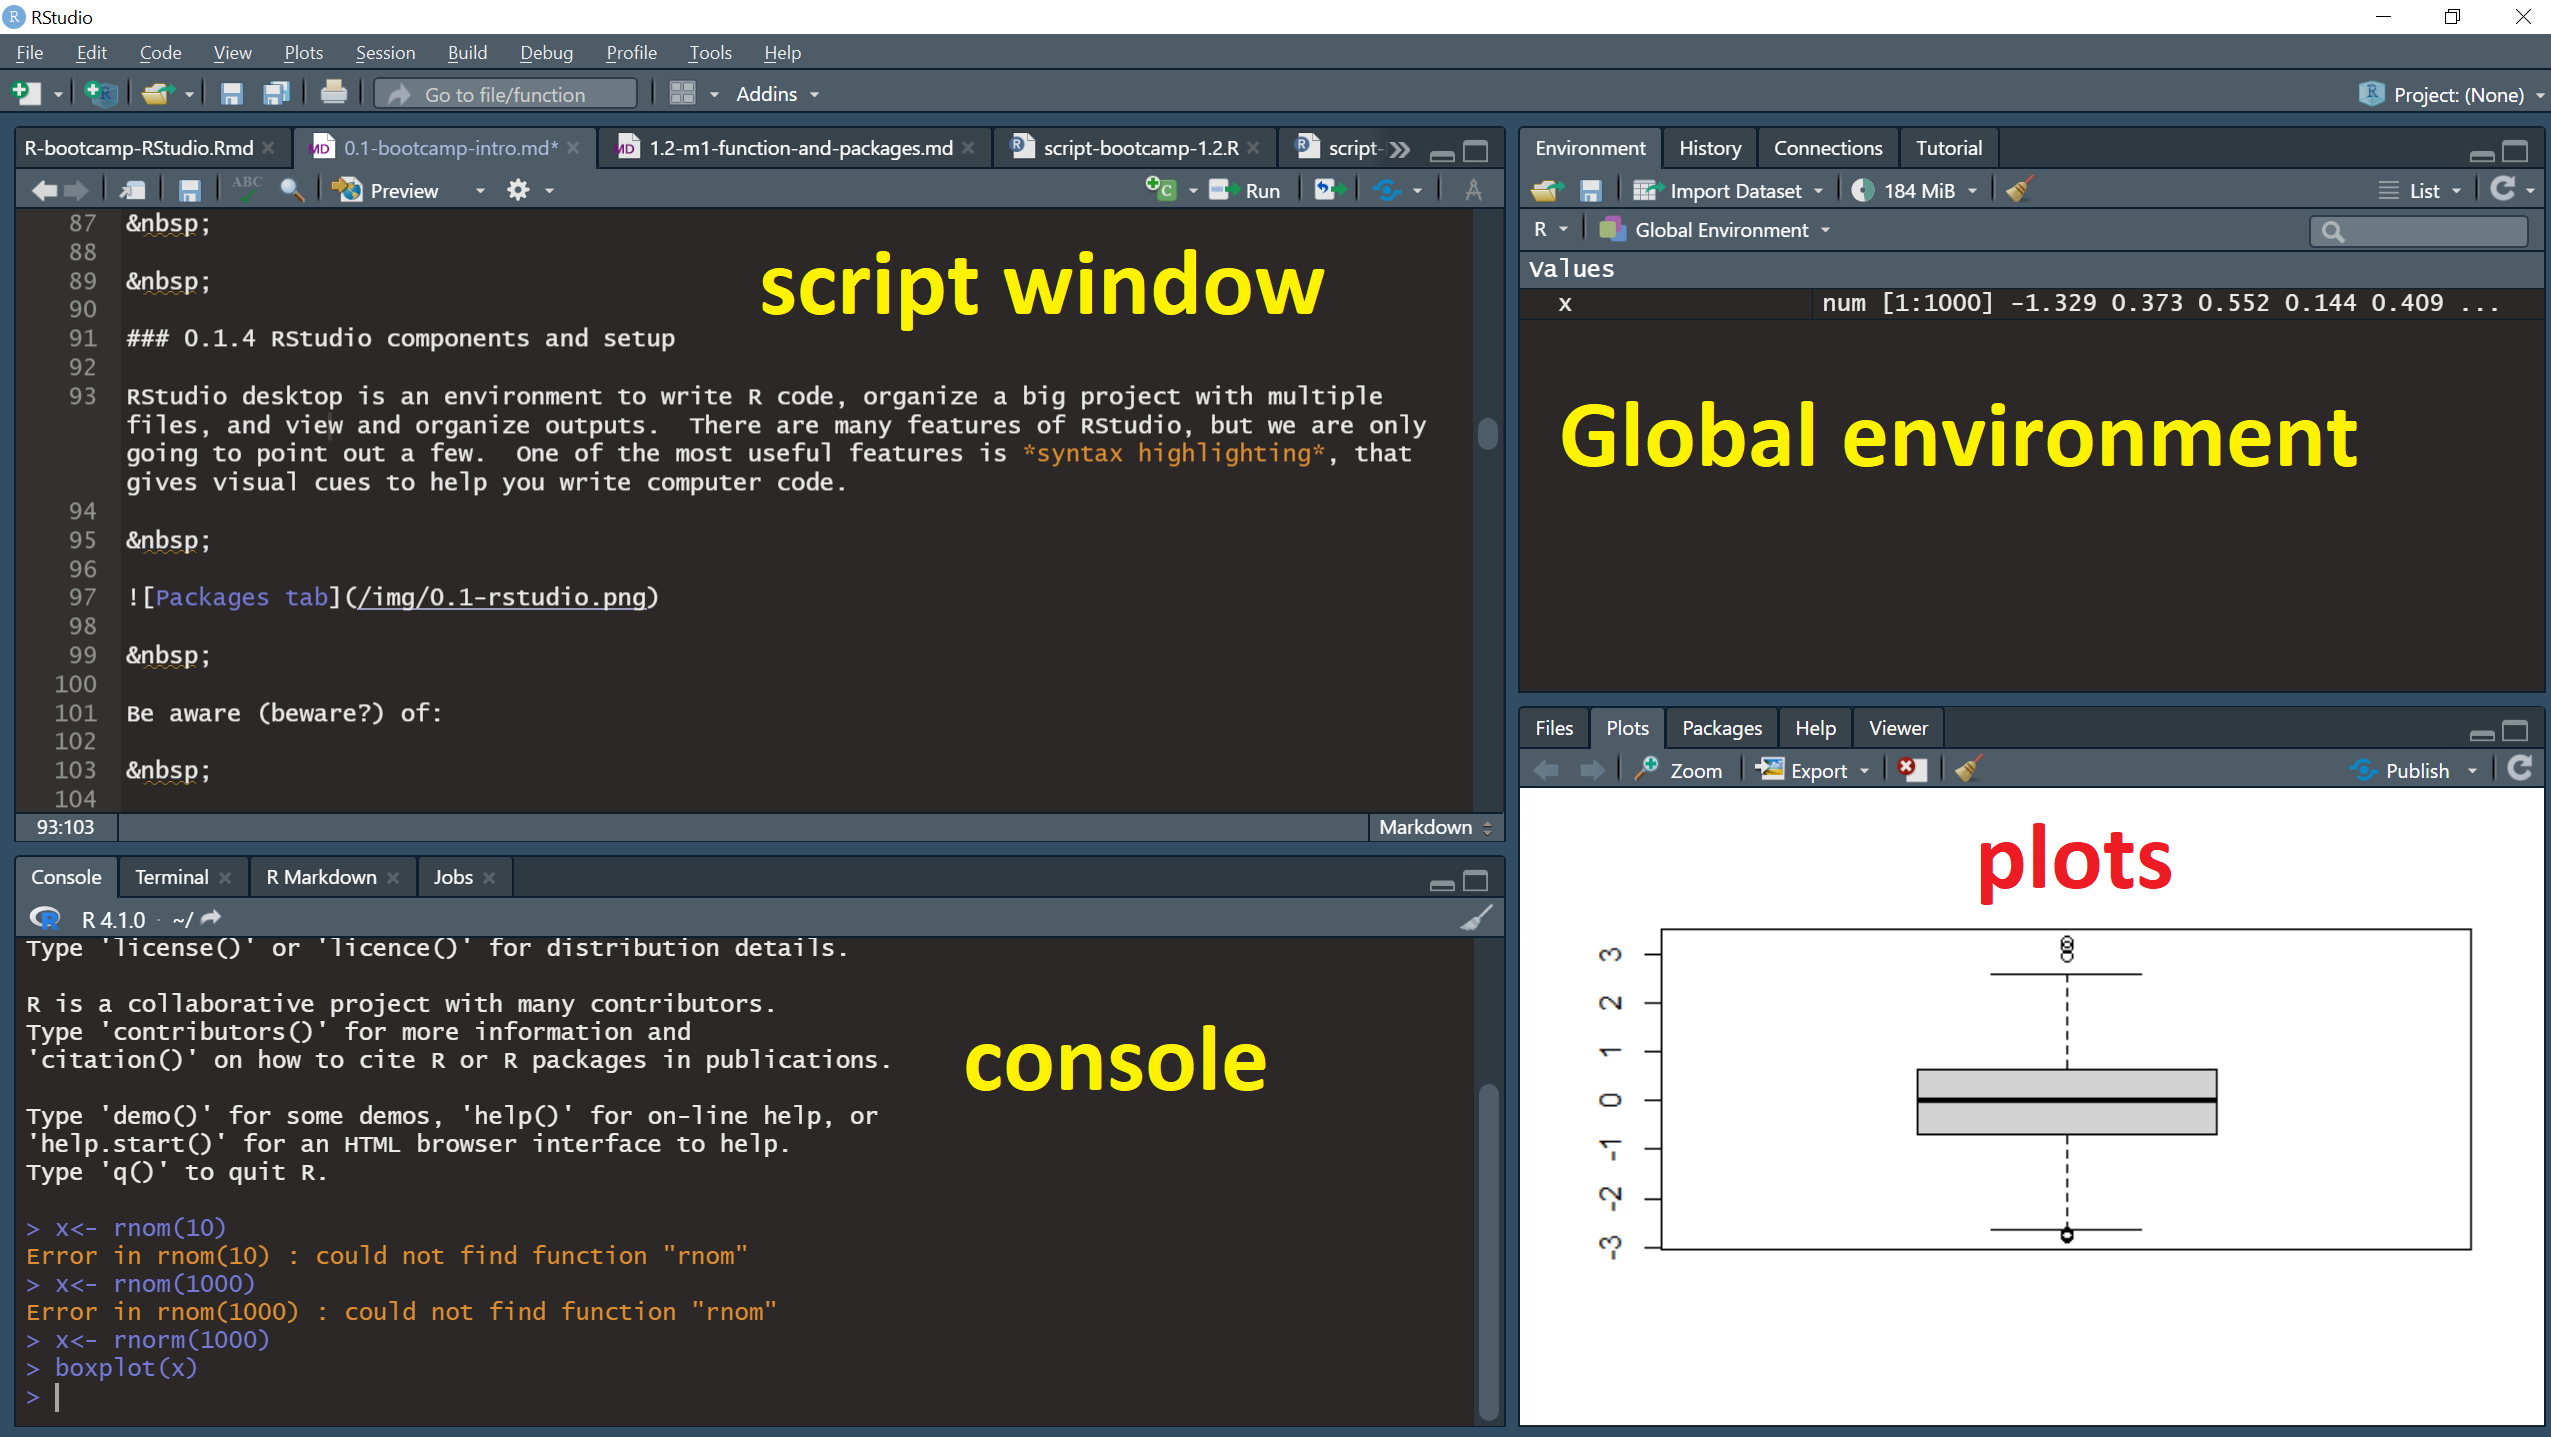 RStudio
File Edit Code View Plots Session Build Debug Profile Tools Help
Go to file/function Addins Project: (None)
R-bootcamp-RStudio.Rmd 0.1-bootcamp-intro.md* 1.2-m1-function-and-packages.md script-bootcamp-1.2.R script-
ABC Preview Run
87 &nbsp;
88
89 &nbsp;
90
91 ### 0.1.4 RStudio components and setup
92
93 RStudio desktop is an environment to write R code, organize a big project with multiple
files, and view and organize outputs.  There are many features of RStudio, but we are only
going to point out a few.  One of the most useful features is *syntax highlighting*, that
gives visual cues to help you write computer code.
94
95 &nbsp;
96
97 ![Packages tab](/img/0.1-rstudio.png)
98
99 &nbsp;
100
101 Be aware (beware?) of:
102
103 &nbsp;
104
script window
93:103 Markdown
Console Terminal R Markdown Jobs
R 4.1.0 · ~/
Type 'license()' or 'licence()' for distribution details.
R is a collaborative project with many contributors.
Type 'contributors()' for more information and
'citation()' on how to cite R or R packages in publications.
Type 'demo()' for some demos, 'help()' for on-line help, or
'help.start()' for an HTML browser interface to help.
Type 'q()' to quit R.
> x<- rnom(10)
Error in rnom(10) : could not find function "rnom"
> x<- rnom(1000)
Error in rnom(1000) : could not find function "rnom"
> x<- rnorm(1000)
> boxplot(x)
>
console
Environment History Connections Tutorial
Import Dataset 184 MiB List
R Global Environment
Values
x num [1:1000] -1.329 0.373 0.552 0.144 0.409 ...
Global environment
Files Plots Packages Help Viewer
Zoom Export Publish
plots
3
2
1
0
-1
-2
-3